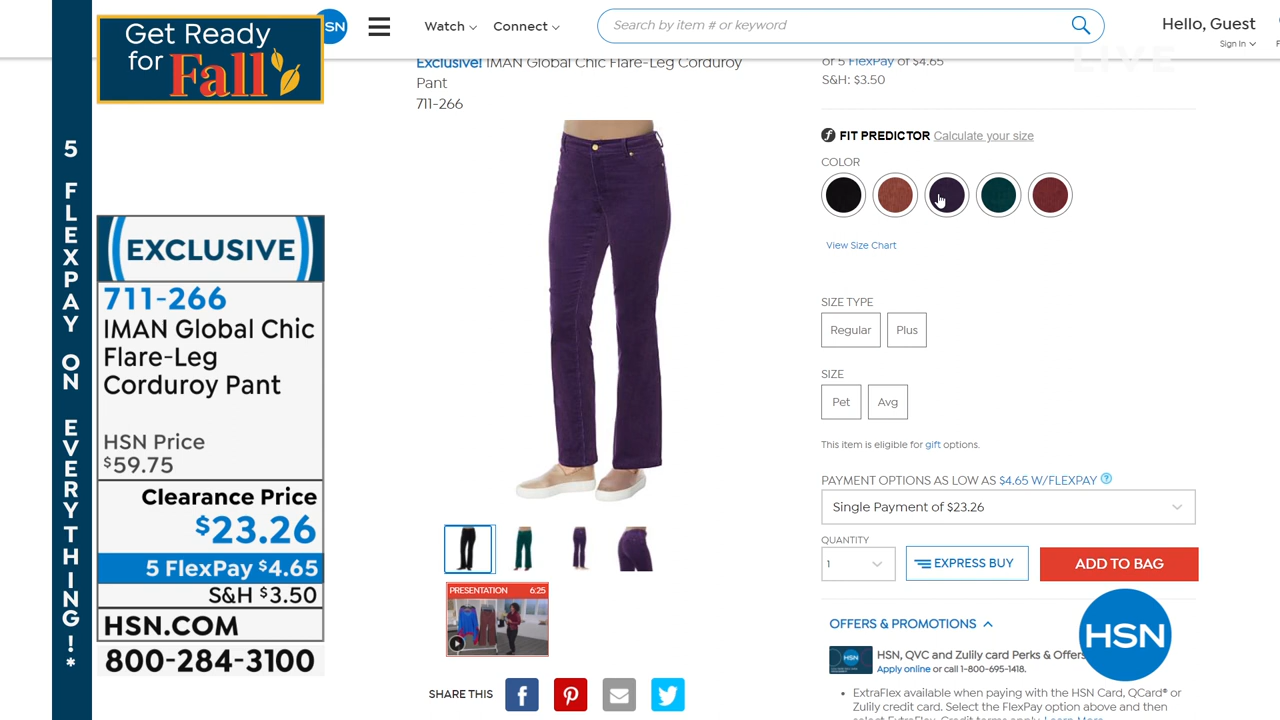 5 FLEXPAY ON EVERYTHING!*
Get Ready
for Fall
HSN
Watch
Connect
Search by item # or keyword
Hello, Guest
Sign In
LIVE
Exclusive! IMAN Global Chic Flare-Leg Corduroy
Pant
711-266
or 5 FlexPay of $4.65
S&H: $3.50
FIT PREDICTOR Calculate your size
COLOR
View Size Chart
SIZE TYPE
Regular
Plus
SIZE
Pet
Avg
This item is eligible for gift options.
PAYMENT OPTIONS AS LOW AS $4.65 W/FLEXPAY ?
Single Payment of $23.26
QUANTITY
1
EXPRESS BUY
ADD TO BAG
OFFERS & PROMOTIONS
HSN
HSN, QVC and Zulily card Perks & Offers
Apply online or call 1-800-695-1418.
• ExtraFlex available when paying with the HSN Card, QCard® or
Zulily credit card. Select the FlexPay option above and then
EXCLUSIVE
711-266
IMAN Global Chic
Flare-Leg
Corduroy Pant
HSN Price
$59.75
Clearance Price
$23.26
5 FlexPay $4.65
S&H $3.50
HSN.COM
800-284-3100
PRESENTATION 6:25
SHARE THIS